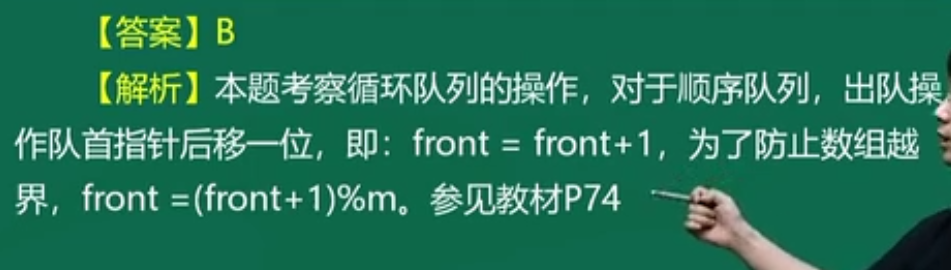 【答案】B
【解析】本题考察循环队列的操作，对于顺序队列，出队操
作队首指针后移一位，即：front = front+1，为了防止数组越
界，front =(front+1)%m。参见教材P74